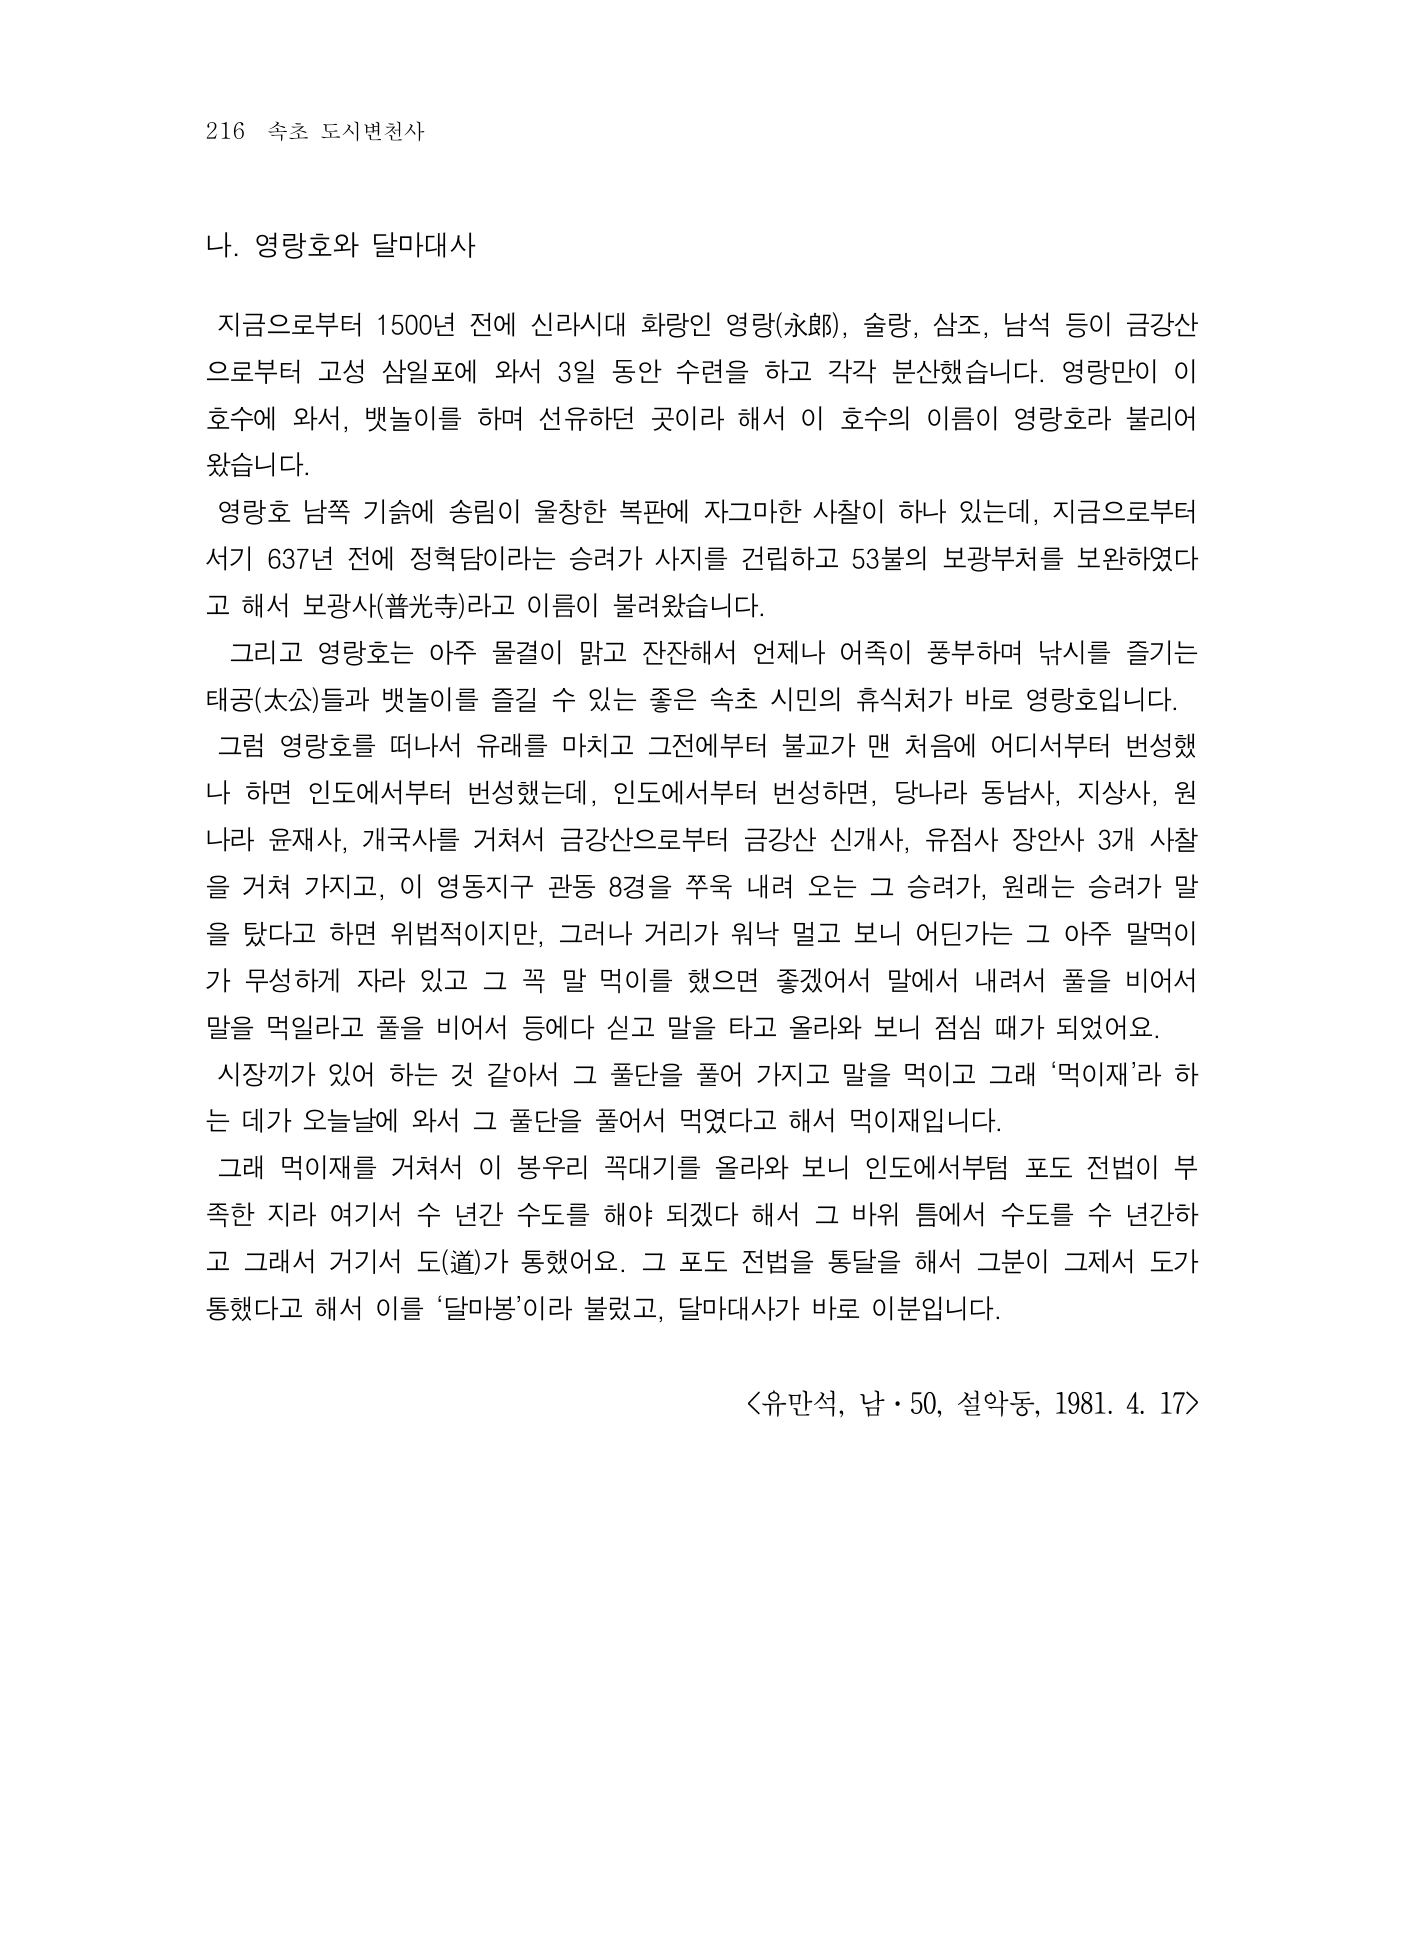 216 속초 도시변천사
나. 영랑호와 달마대사
지금으로부터 1500년 전에 신라시대 화랑인 영랑(永郞), 술랑, 삼조, 남석 등이 금강산
으로부터 고성 삼일포에 와서 3일 동안 수련을 하고 각각 분산했습니다. 영랑만이 이
호수에 와서, 뱃놀이를 하며 선유하던 곳이라 해서 이 호수의 이름이 영랑호라 불리어
왔습니다.
영랑호 남쪽 기슭에 송림이 울창한 복판에 자그마한 사찰이 하나 있는데, 지금으로부터
서기 637년 전에 정혁담이라는 승려가 사지를 건립하고 53불의 보광부처를 보완하였다
고 해서 보광사(普光寺)라고 이름이 불려왔습니다.
그리고 영랑호는 아주 물결이 맑고 잔잔해서 언제나 어족이 풍부하며 낚시를 즐기는
태공(太公)들과 뱃놀이를 즐길 수 있는 좋은 속초 시민의 휴식처가 바로 영랑호입니다.
그럼 영랑호를 떠나서 유래를 마치고 그전에부터 불교가 맨 처음에 어디서부터 번성했
나 하면 인도에서부터 번성했는데, 인도에서부터 번성하면, 당나라 동남사, 지상사, 원
나라 윤재사, 개국사를 거쳐서 금강산으로부터 금강산 신개사, 유점사 장안사 3개 사찰
을 거쳐 가지고, 이 영동지구 관동 8경을 쭈욱 내려 오는 그 승려가, 원래는 승려가 말
을 탔다고 하면 위법적이지만, 그러나 거리가 워낙 멀고 보니 어딘가는 그 아주 말먹이
가 무성하게 자라 있고 그 꼭 말 먹이를 했으면 좋겠어서 말에서 내려서 풀을 비어서
말을 먹일라고 풀을 비어서 등에다 싣고 말을 타고 올라와 보니 점심 때가 되었어요.
시장끼가 있어 하는 것 같아서 그 풀단을 풀어 가지고 말을 먹이고 그래 ‘먹이재’라 하
는 데가 오늘날에 와서 그 풀단을 풀어서 먹였다고 해서 먹이재입니다.
그래 먹이재를 거쳐서 이 봉우리 꼭대기를 올라와 보니 인도에서부텀 포도 전법이 부
족한 지라 여기서 수 년간 수도를 해야 되겠다 해서 그 바위 틈에서 수도를 수 년간하
고 그래서 거기서 도(道)가 통했어요. 그 포도 전법을 통달을 해서 그분이 그제서 도가
통했다고 해서 이를 ‘달마봉’이라 불렀고, 달마대사가 바로 이분입니다.
<유만석, 남·50, 설악동, 1981. 4. 17>